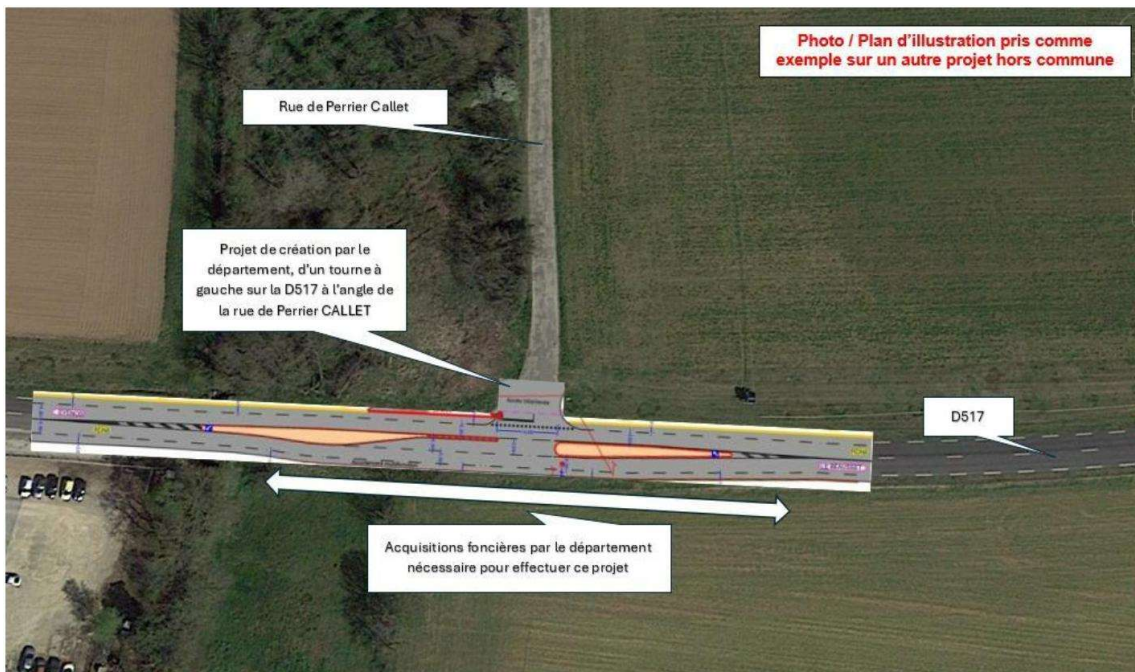 Photo / Plan d'illustration pris comme
exemple sur un autre projet hors commune
Rue de Perrier Callet
Projet de création par le
département, d'un tourne à
gauche sur la D517 à l'angle de
la rue de Perrier CALLET
D517
LE BEAUSSET
Acquisitions foncières par le département
nécessaire pour effectuer ce projet